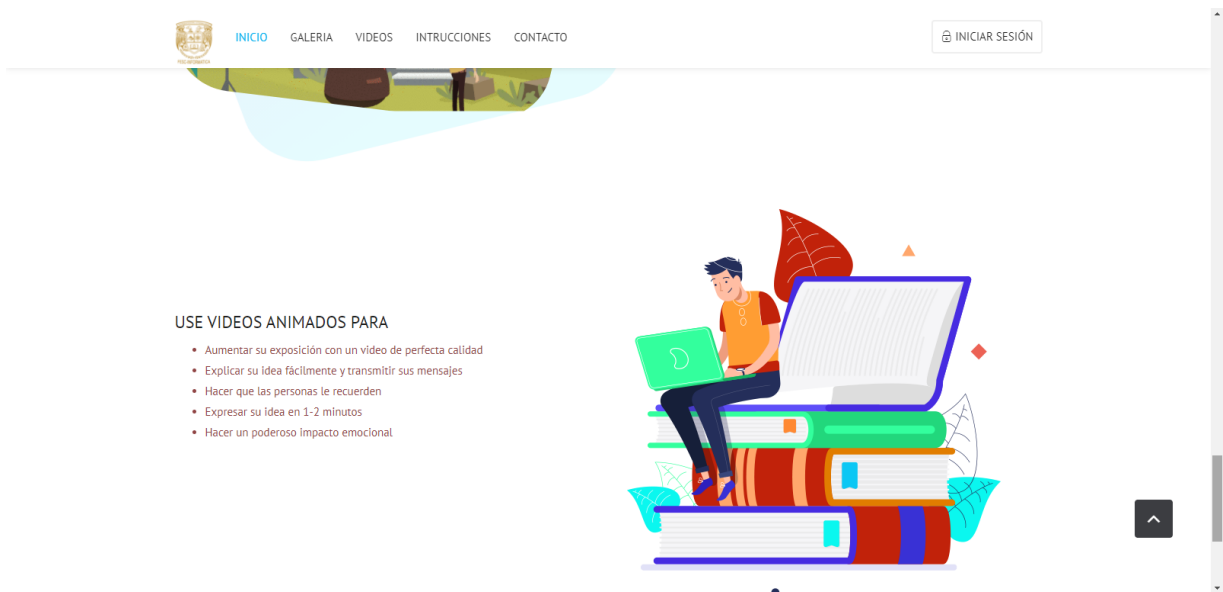 INICIO GALERIA VIDEOS INTRUCCIONES CONTACTO INICIAR SESIÓN
USE VIDEOS ANIMADOS PARA
• Aumentar su exposición con un video de perfecta calidad
• Explicar su idea fácilmente y transmitir sus mensajes
• Hacer que las personas le recuerden
• Expresar su idea en 1-2 minutos
• Hacer un poderoso impacto emocional